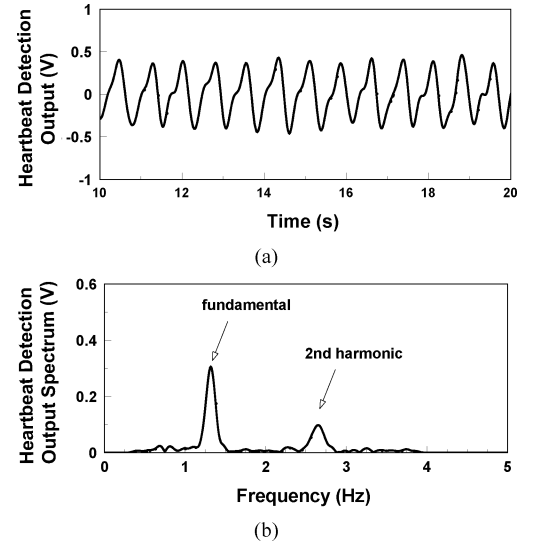 Heartbeat Detection
Output (V)
1
0.5
0
-0.5
-1
10
12
14
16
18
20
Time (s)
(a)
Heartbeat Detection
Output Spectrum (V)
0.6
0.4
0.2
0
fundamental
2nd harmonic
0
1
2
3
4
5
Frequency (Hz)
(b)